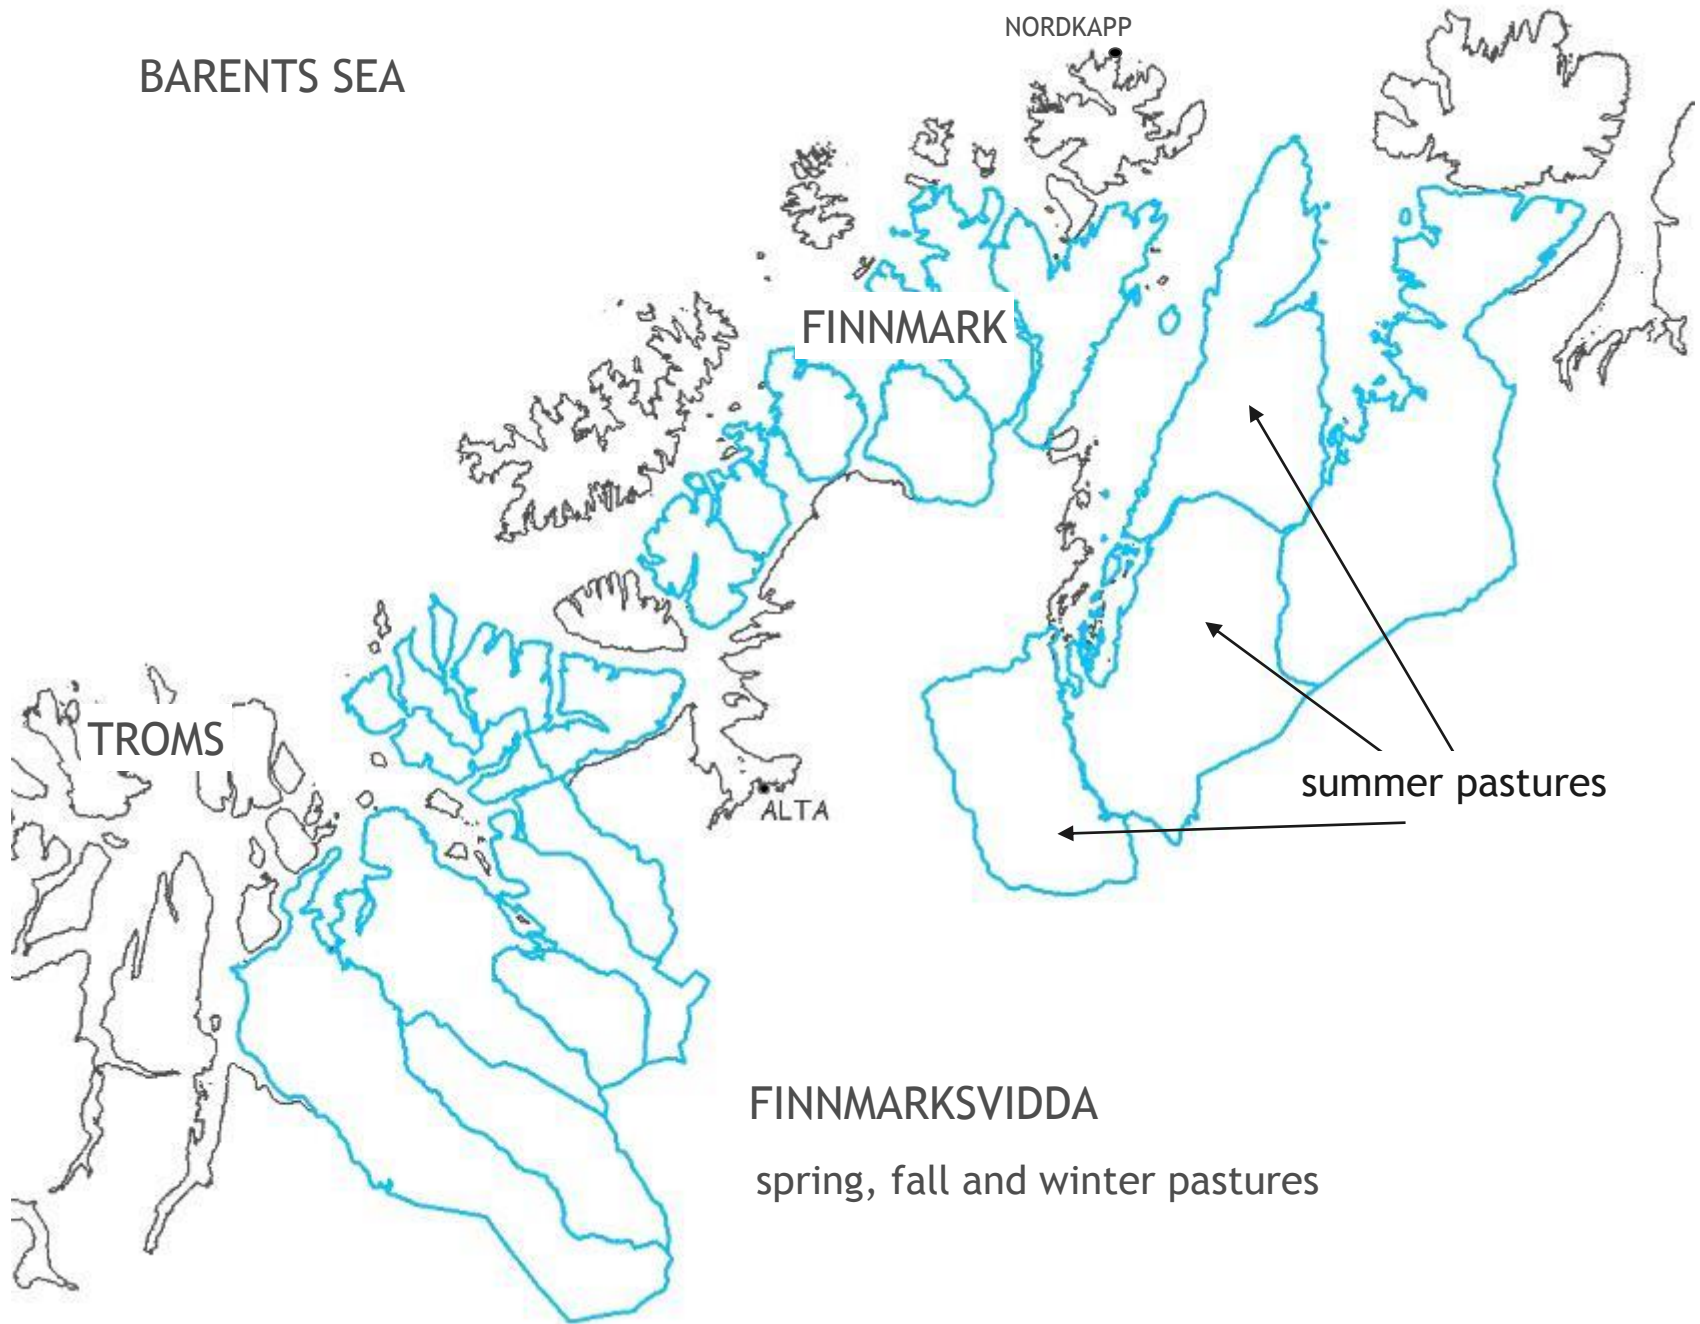 NORDKAPP
BARENTS SEA
FINNMARK
TROMS
summer pastures
ALTA
FINNMARKSVIDDA
spring, fall and winter pastures